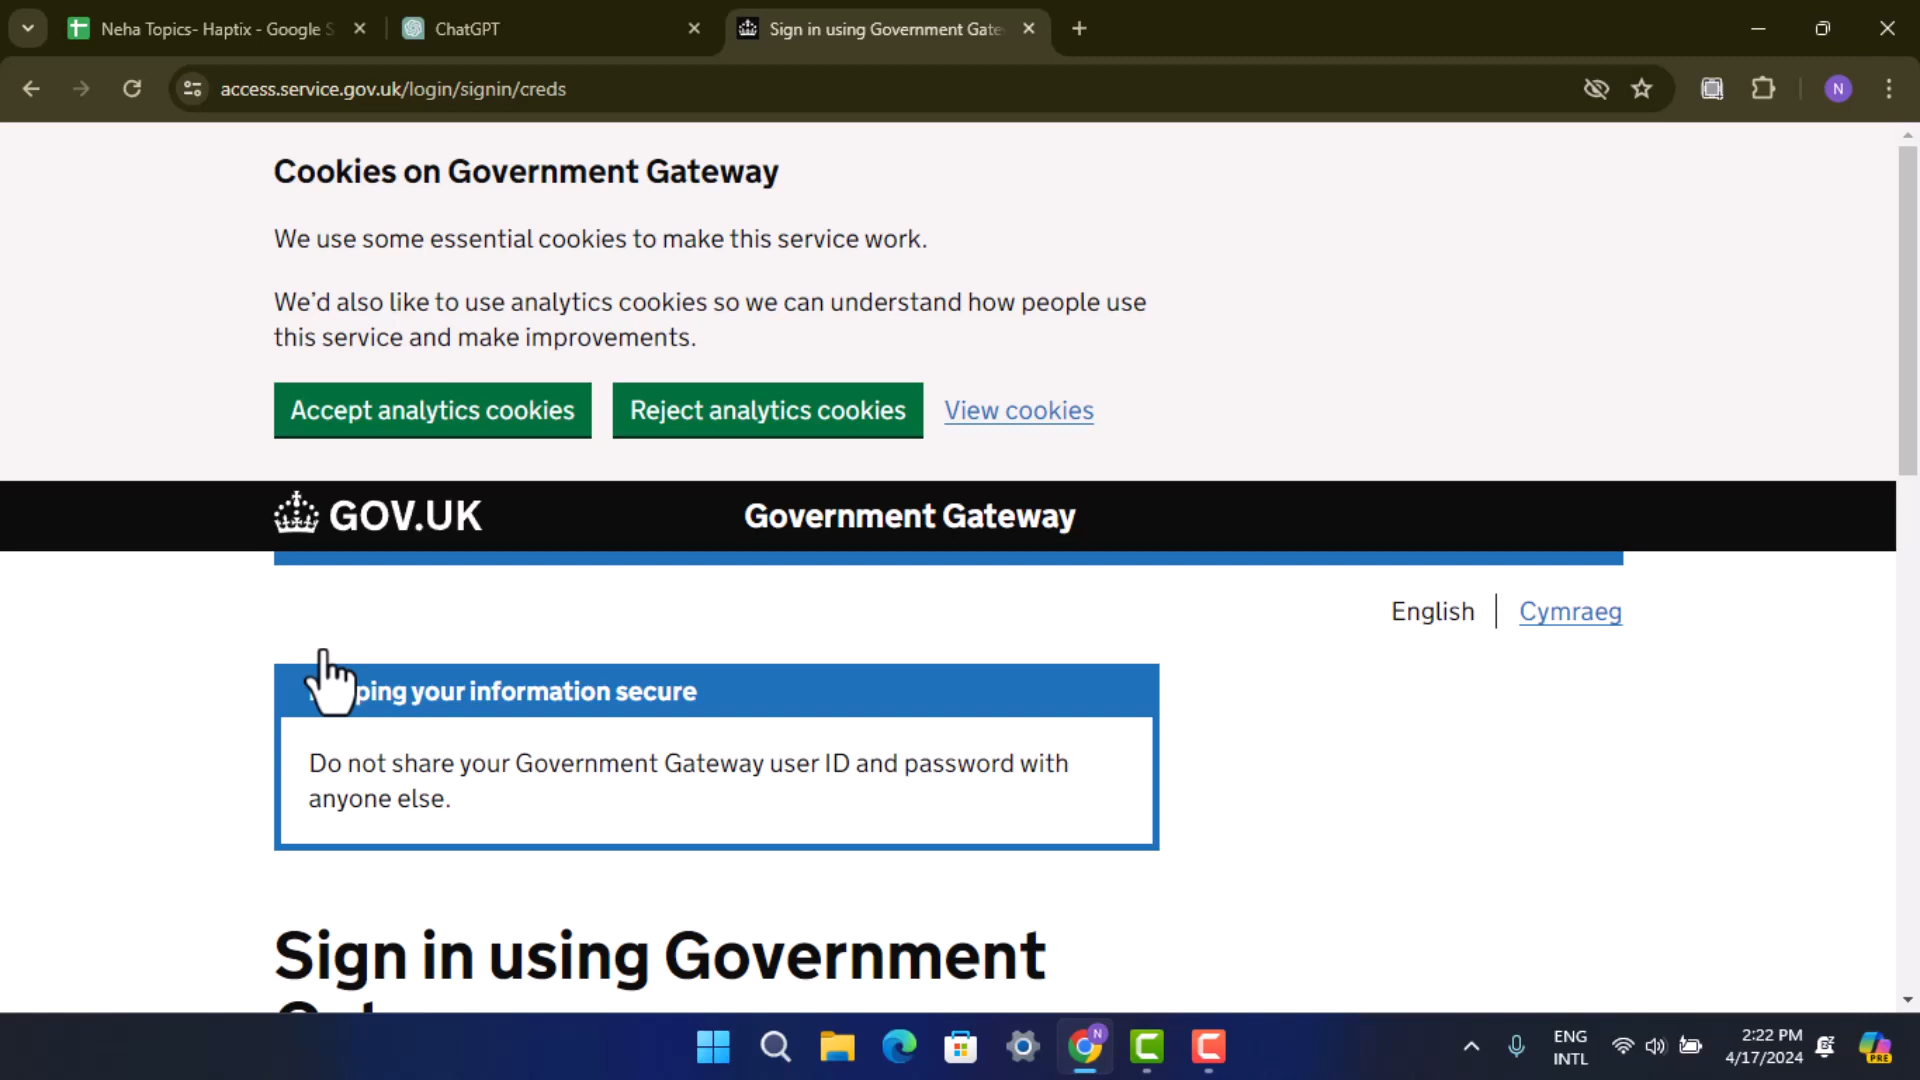 Neha Topics- Haptix - Google S
ChatGPT
Sign in using Government Gate
access.service.gov.uk/login/signin/creds
N
Cookies on Government Gateway
We use some essential cookies to make this service work.
We'd also like to use analytics cookies so we can understand how people use
this service and make improvements.
Accept analytics cookies
Reject analytics cookies
View cookies
GOV.UK
Government Gateway
English
Cymraeg
ping your information secure
Do not share your Government Gateway user ID and password with
anyone else.
Sign in using Government
N
ENG
INTL
2:22 PM
4/17/2024
PRE